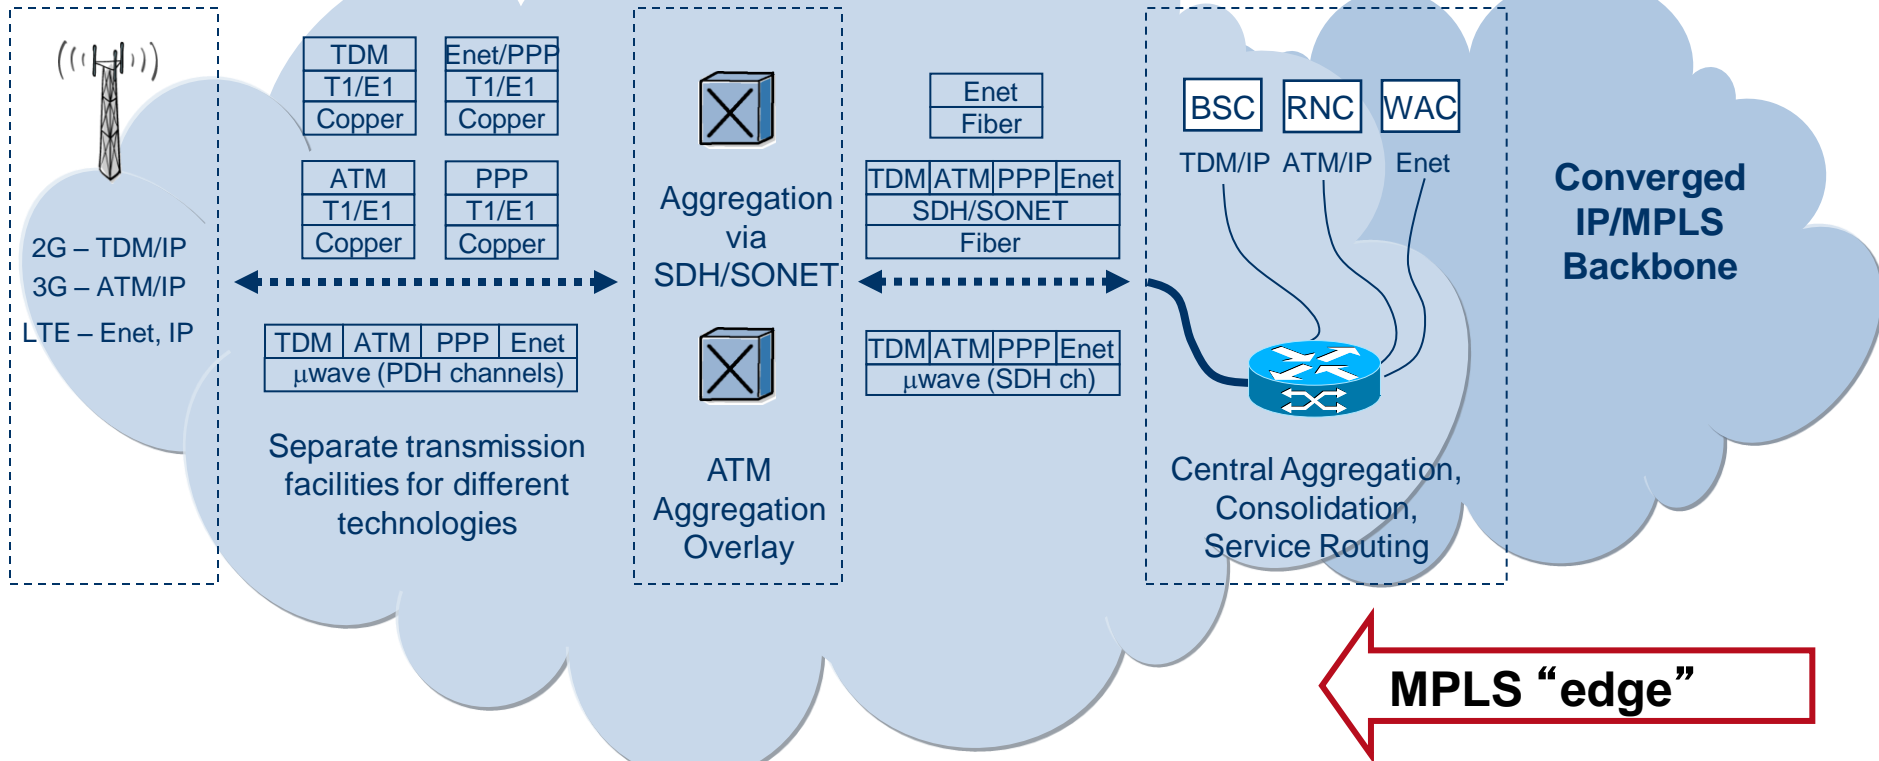 2G – TDM/IP
3G – ATM/IP
LTE – Enet, IP
TDM
T1/E1
Copper
Enet/PPP
T1/E1
Copper
ATM
T1/E1
Copper
PPP
T1/E1
Copper
TDM ATM PPP Enet
μwave (PDH channels)
Separate transmission
facilities for different
technologies
Aggregation
via
SDH/SONET
ATM
Aggregation
Overlay
Enet
Fiber
TDM ATM PPP Enet
SDH/SONET
Fiber
TDM ATM PPP Enet
μwave (SDH ch)
BSC RNC WAC
TDM/IP ATM/IP Enet
Central Aggregation,
Consolidation,
Service Routing
Converged
IP/MPLS
Backbone
MPLS “edge”